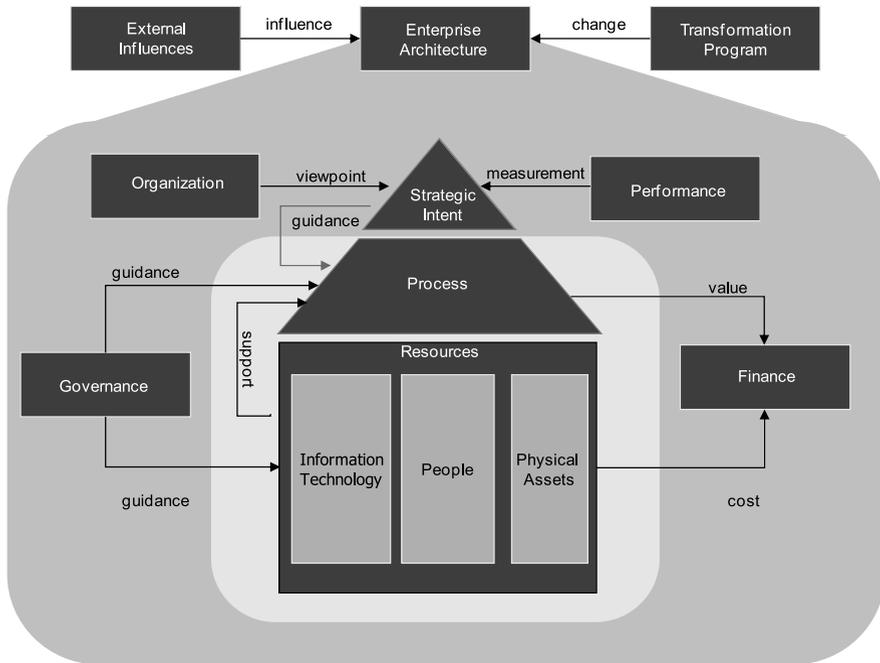 External
Influences
influence
Enterprise
Architecture
change
Transformation
Program
Organization
viewpoint
Strategic
Intent
measurement
Performance
guidance
guidance
Process
value
support
Resources
Governance
Finance
Information
Technology
People
Physical
Assets
guidance
cost